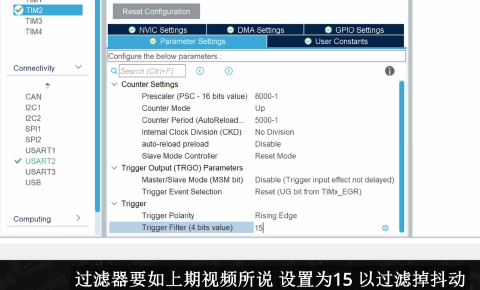 TIM2
TIM3
TIM4
Connectivity
CAN
I2C1
I2C2
SPI1
SPI2
USART1
USART2
USART3
USB
Computing
Reset Configuration
NVIC Settings
DMA Settings
GPIO Settings
Parameter Settings
User Constants
Configure the below parameters :
Search (Ctrl+F)
Counter Settings
Prescaler (PSC - 16 bits value) 8000-1
Counter Mode Up
Counter Period (AutoReload... 5000-1
Internal Clock Division (CKD) No Division
auto-reload preload Disable
Slave Mode Controller Reset Mode
Trigger Output (TRGO) Parameters
Master/Slave Mode (MSM bit) Disable (Trigger input effect not delayed)
Trigger Event Selection Reset (UG bit from TIMx_EGR)
Trigger
Trigger Polarity Rising Edge
Trigger Filter (4 bits value) 15
过滤器要如上期视频所说 设置为15 以过滤掉抖动